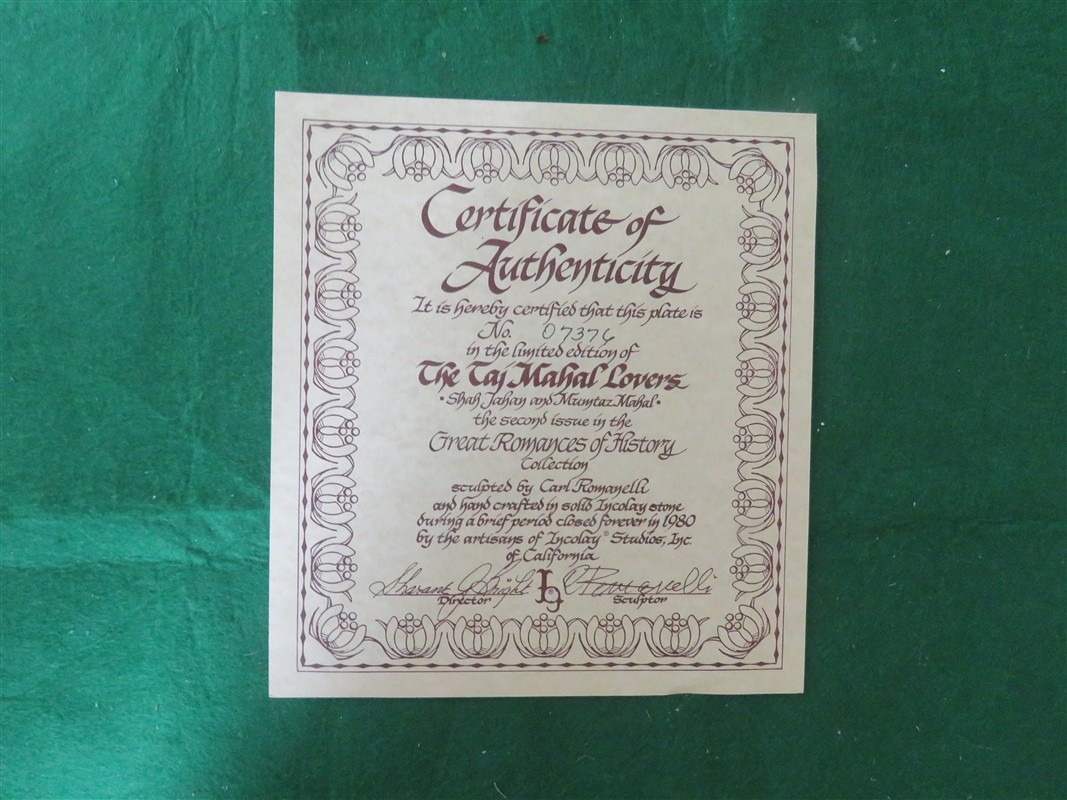 Certificate of
Authenticity
It is hereby certified that this plate is
No. 07376
in the limited edition of
The Taj Mahal Lovers
• Shah Jahan and Mumtaz Mahal •
the second issue in the
Great Romances of History
Collection
sculpted by Carl Romanelli
and hand crafted in solid Incolay stone
during a brief period closed forever in 1980
by the artisans of Incolay® Studios, Inc.
of California
C Romanelli
Director Sculptor